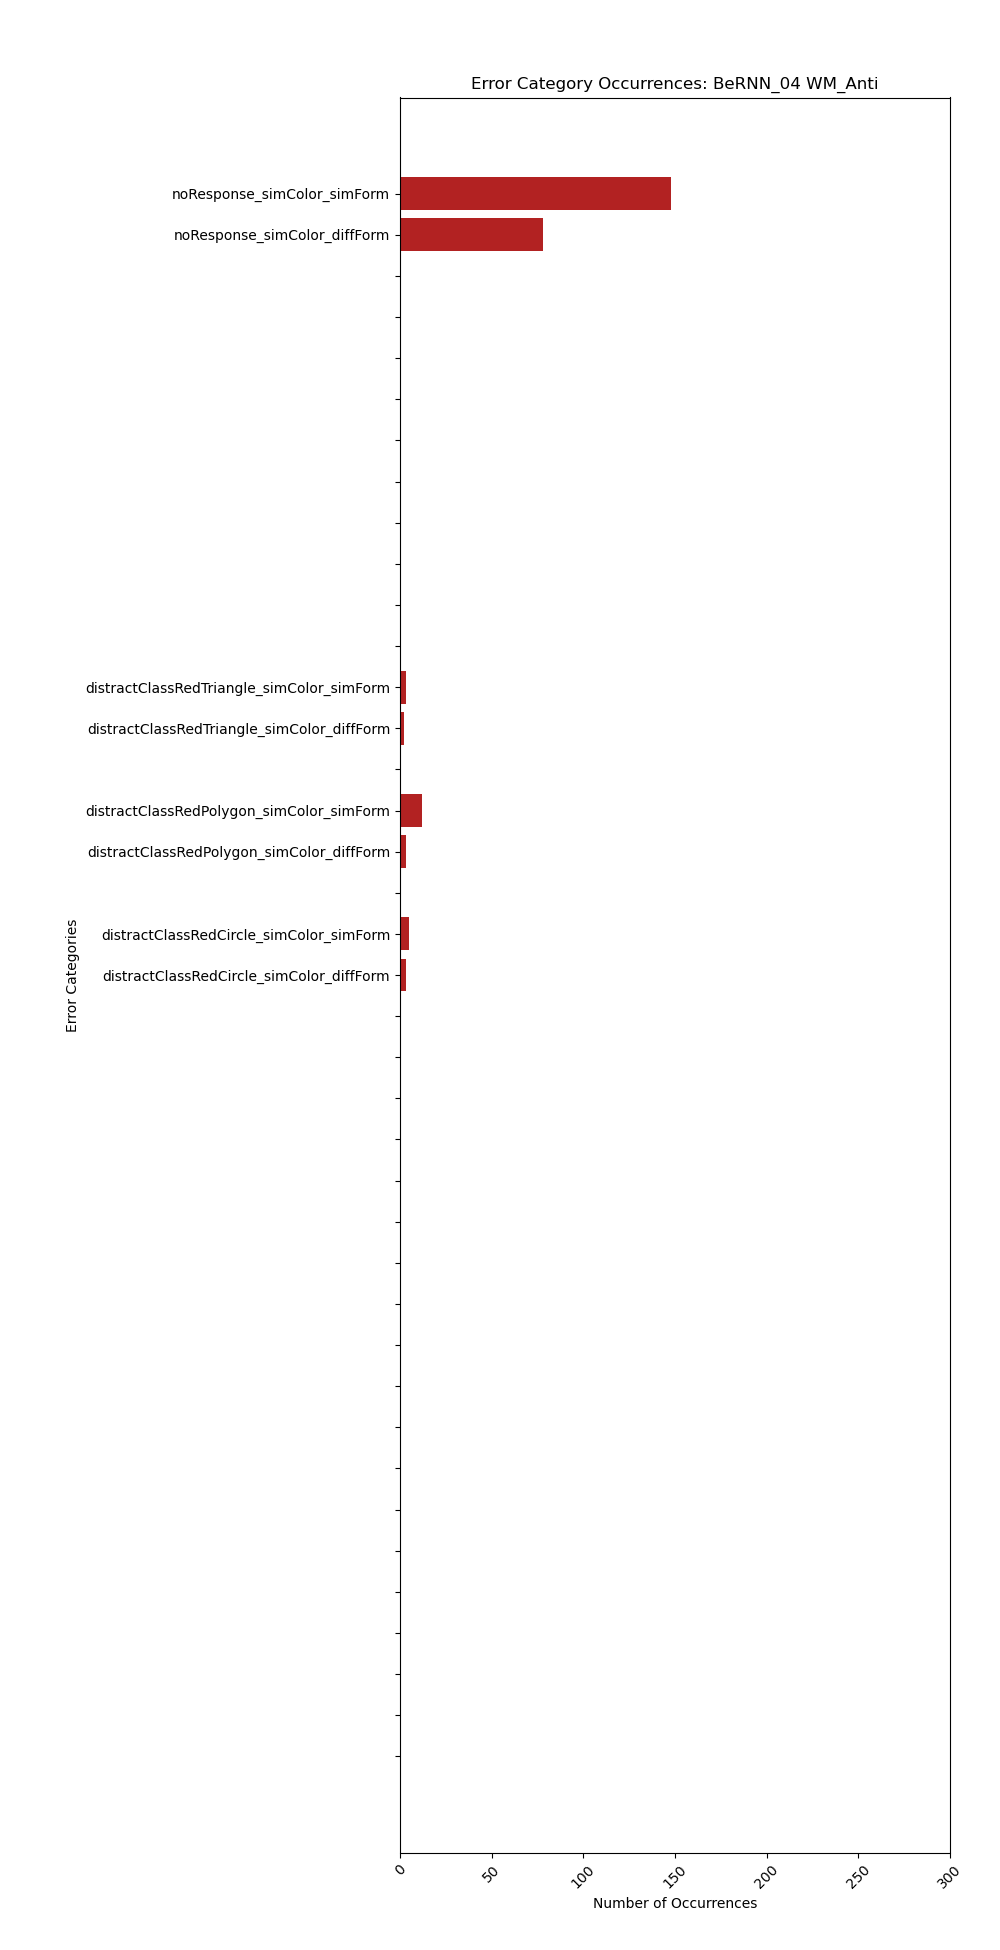 Error Category Occurrences: BeRNN_04 WM_Anti
noResponse_simColor_simForm
noResponse_simColor_diffForm
distractClassRedTriangle_simColor_simForm
distractClassRedTriangle_simColor_diffForm
distractClassRedPolygon_simColor_simForm
distractClassRedPolygon_simColor_diffForm
distractClassRedCircle_simColor_simForm
distractClassRedCircle_simColor_diffForm
Error Categories
0 50 100 150 200 250 300
Number of Occurrences